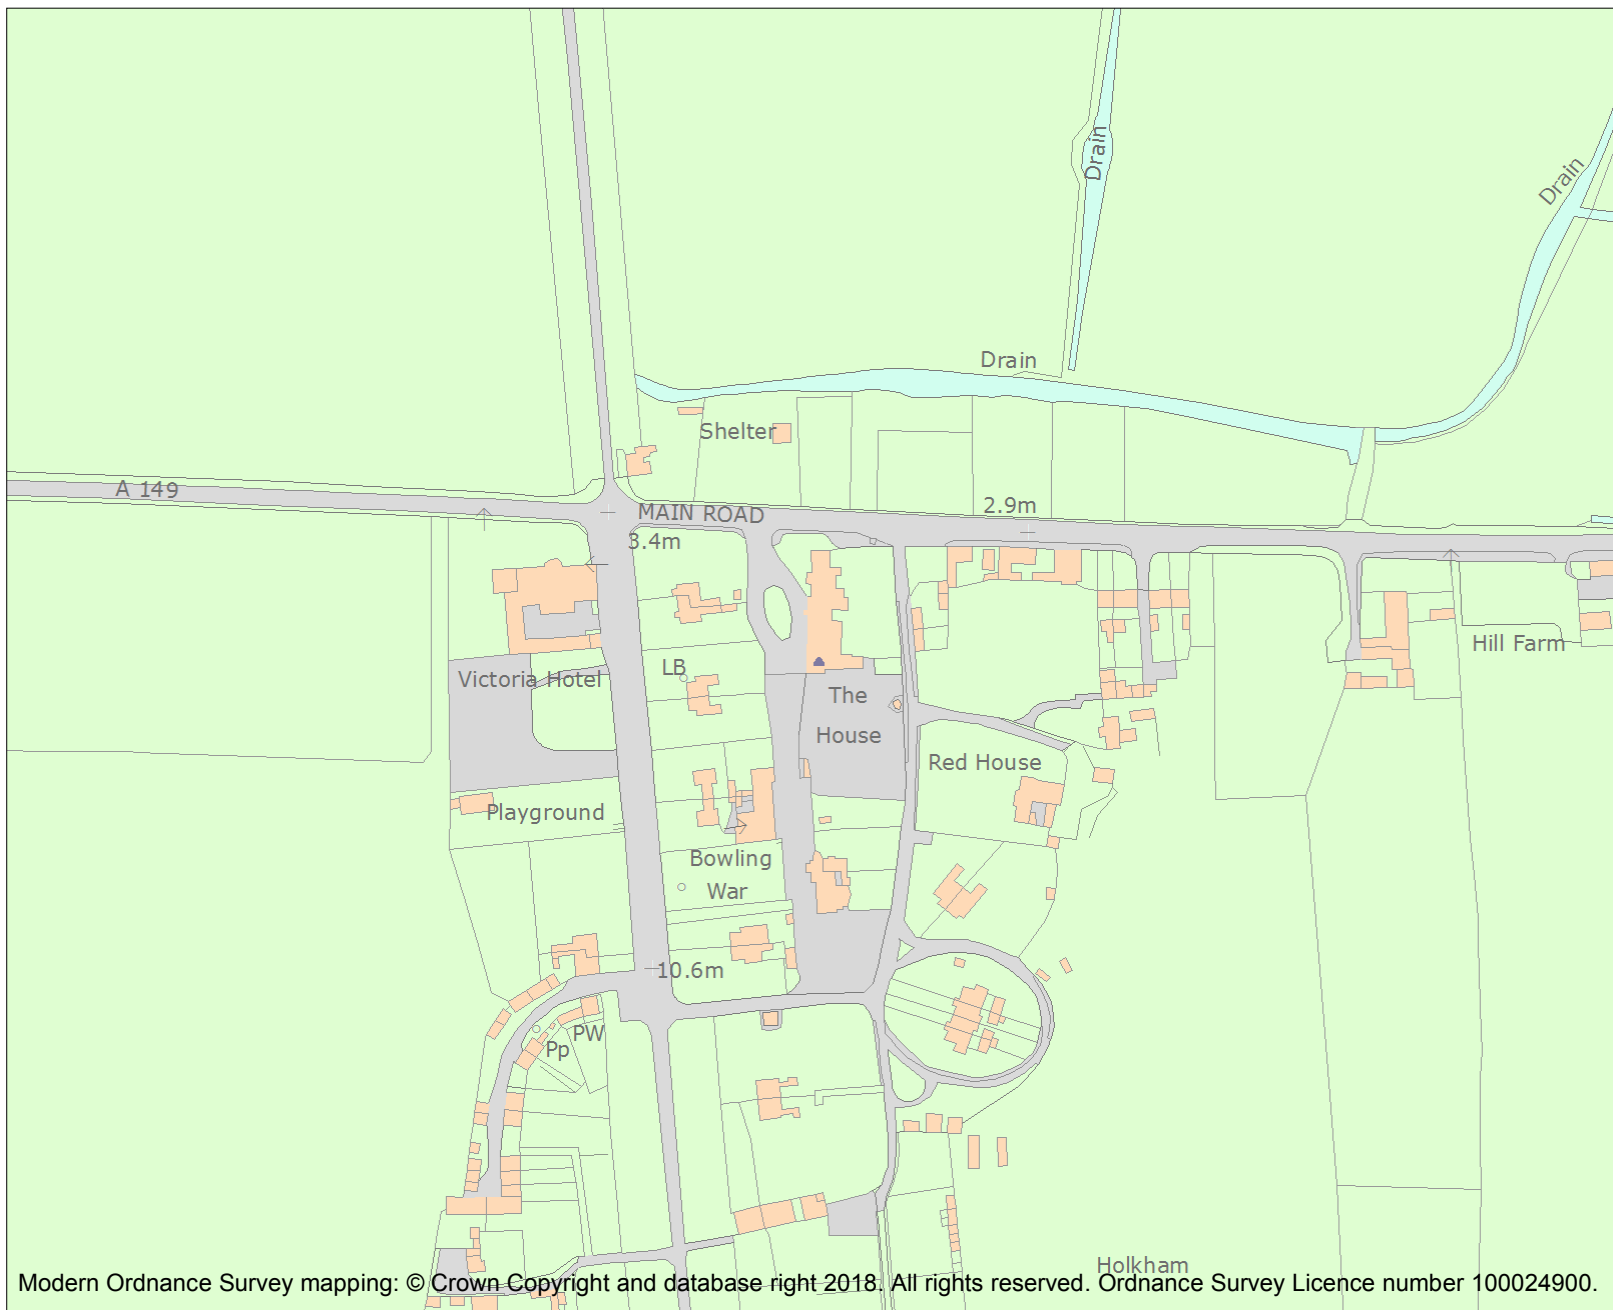 Drain
Drain
Drain
Shelter
A 149
MAIN ROAD
2.9m
3.4m
Hill Farm
LB
Victoria Hotel
The
House
Red House
Playground
Bowling
War
10.6m
PW
Pp
Holkham
Modern Ordnance Survey mapping: © Crown Copyright and database right 2018. All rights reserved. Ordnance Survey Licence number 100024900.